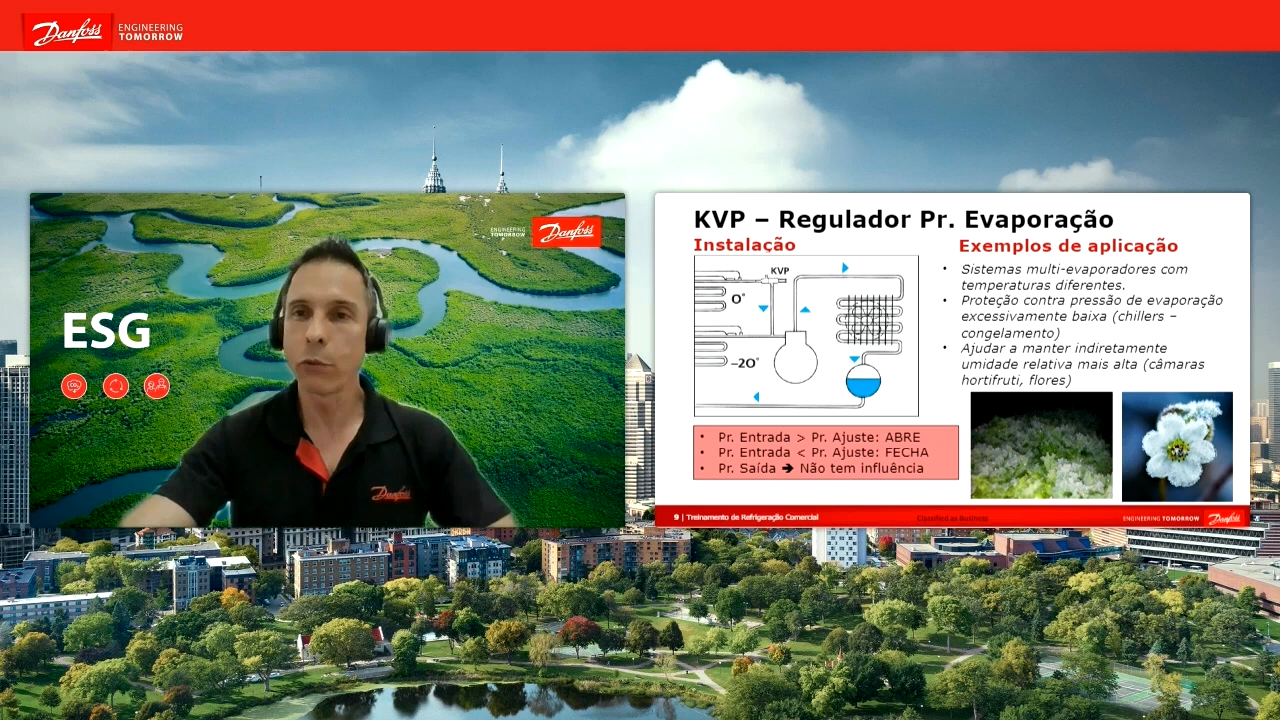 Danfoss
ENGINEERING
TOMORROW
ENGINEERING
TOMORROW
Danfoss
ESG
CO₂
Danfoss
KVP – Regulador Pr. Evaporação
Instalação
KVP
0°
–20°
• Pr. Entrada > Pr. Ajuste: ABRE
• Pr. Entrada < Pr. Ajuste: FECHA
• Pr. Saída 🡺 Não tem influência
Exemplos de aplicação
• Sistemas multi-evaporadores com
temperaturas diferentes.
• Proteção contra pressão de evaporação
excessivamente baixa (chillers –
congelamento)
• Ajudar a manter indiretamente
umidade relativa mais alta (câmaras
hortifruti, flores)
9 | Treinamento de Refrigeração Comercial
Classified as Business
ENGINEERING TOMORROW
Danfoss